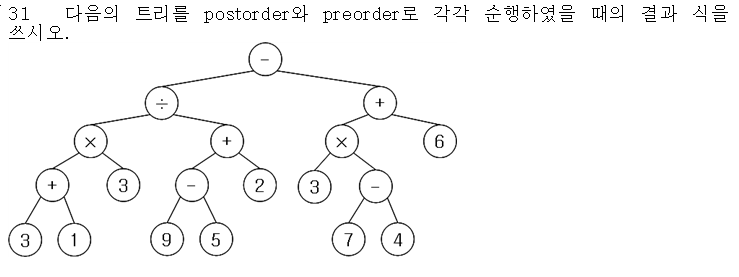 31 다음의 트리를 postorder와 preorder로 각각 순행하였을 때의 결과 식을
쓰시오.
-
÷ +
× + × 6
+ 3 - 2 3 -
3 1 9 5 7 4